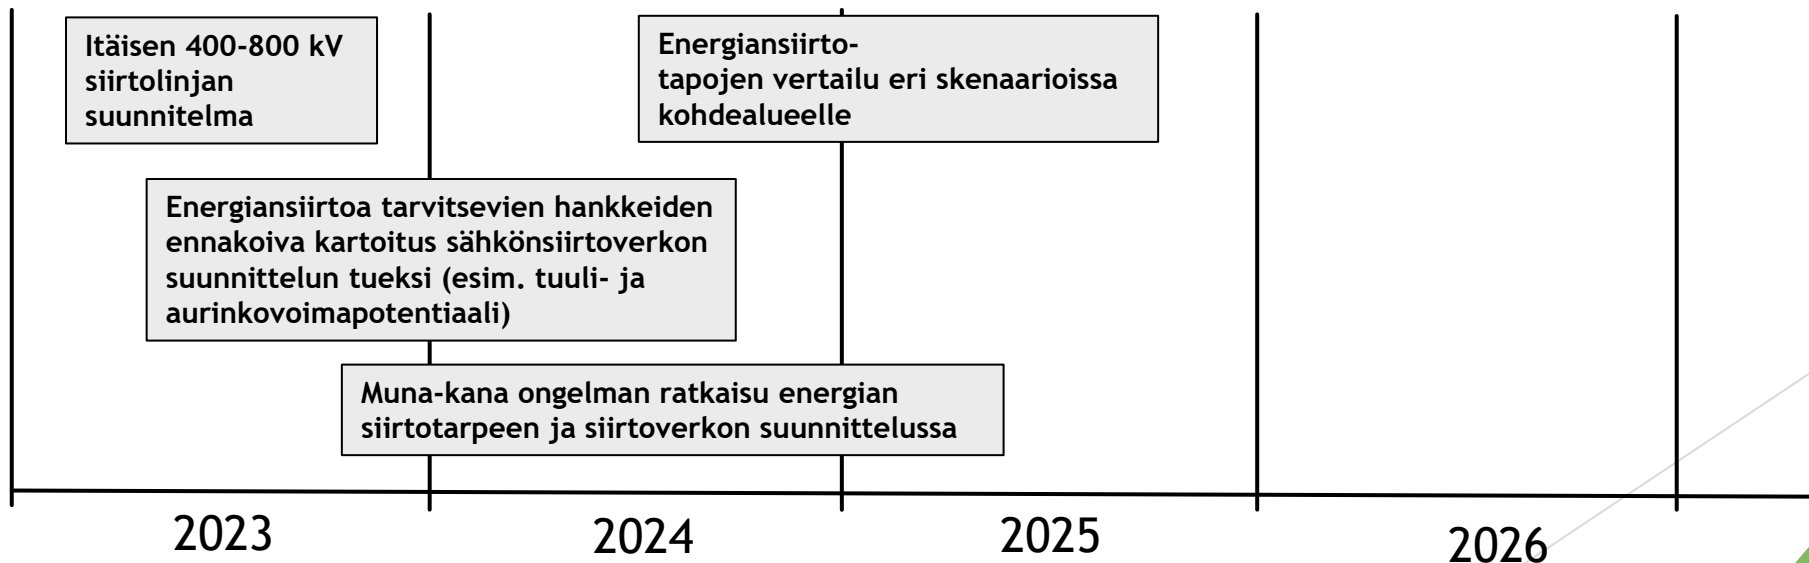 Itäisen 400-800 kV
siirtolinjan
suunnitelma
Energiansiirto-
tapojen vertailu eri skenaarioissa
kohdealueelle
Energiansiirtoa tarvitsevien hankkeiden
ennakoiva kartoitus sähkönsiirtoverkon
suunnittelun tueksi (esim. tuuli- ja
aurinkovoimapotentiaali)
Muna-kana ongelman ratkaisu energian
siirtotarpeen ja siirtoverkon suunnittelussa
2023
2024
2025
2026